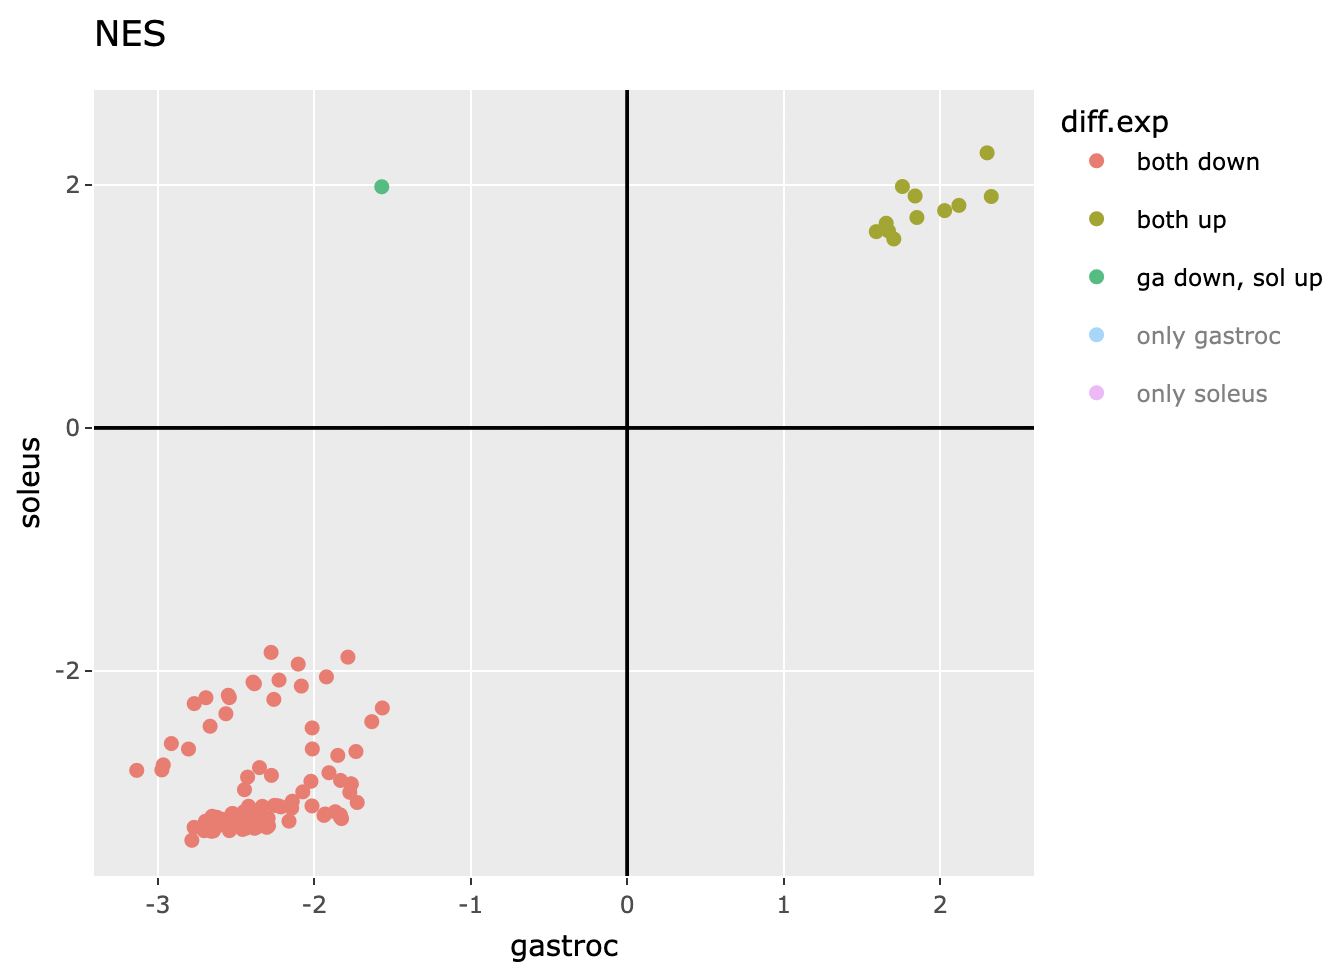 NES
diff.exp
both down
both up
ga down, sol up
only gastroc
only soleus
soleus
2
0
-2
-3
-2
-1
0
1
2
gastroc